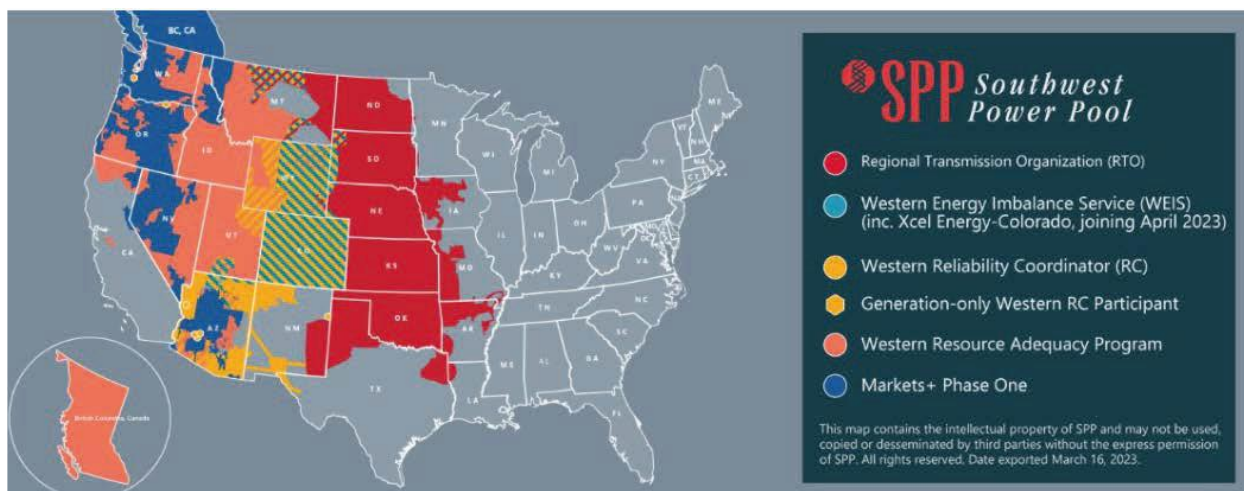 BC, CA
WA
MT
ND
MN
ME
OR
ID
SD
WI
MI
VT
NH
NY
MA
CT
WY
NE
IA
PA
NV
UT
CO
IL
IN
OH
WV
VA
CA
KS
MO
KY
AZ
NM
OK
AR
TN
NC
SC
MS
AL
GA
TX
LA
FL
British Columbia, Canada
SPP Southwest
Power Pool
Regional Transmission Organization (RTO)
Western Energy Imbalance Service (WEIS)
(inc. Xcel Energy-Colorado, joining April 2023)
Western Reliability Coordinator (RC)
Generation-only Western RC Participant
Western Resource Adequacy Program
Markets+ Phase One
This map contains the intellectual property of SPP and may not be used,
copied or desseminated by third parties without the express permission
of SPP. All rights reserved. Date exported March 16, 2023.